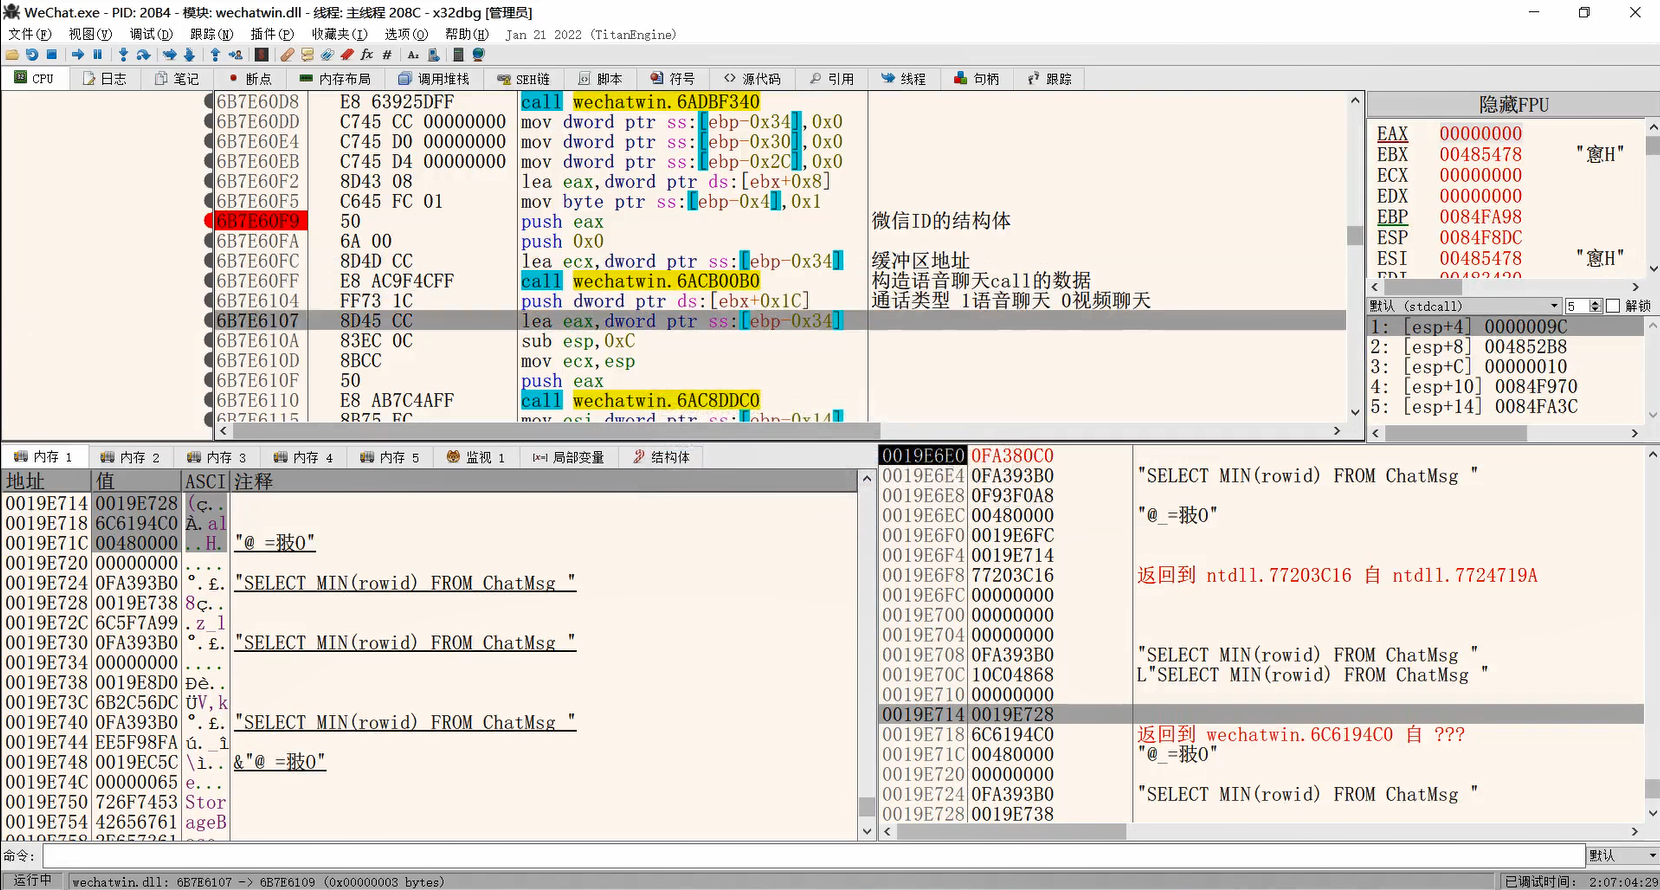 WeChat.exe - PID: 20B4 - 模块: wechatwin.dll - 线程: 主线程 208C - x32dbg [管理员]
文件(F) 视图(V) 调试(D) 跟踪(N) 插件(P) 收藏夹(I) 选项(O) 帮助(H) Jan 21 2022 (TitanEngine)
CPU 日志 笔记 断点 内存布局 调用堆栈 SEH链 脚本 符号 源代码 引用 线程 句柄 跟踪
6B7E60D8 E8 63925DFF call wechatwin.6ADBF340
6B7E60DD C745 CC 00000000 mov dword ptr ss:[ebp-0x34],0x0
6B7E60E4 C745 D0 00000000 mov dword ptr ss:[ebp-0x30],0x0
6B7E60EB C745 D4 00000000 mov dword ptr ss:[ebp-0x2C],0x0
6B7E60F2 8D43 08 lea eax,dword ptr ds:[ebx+0x8]
6B7E60F5 C645 FC 01 mov byte ptr ss:[ebp-0x4],0x1
6B7E60F9 50 push eax 微信ID的结构体
6B7E60FA 6A 00 push 0x0
6B7E60FC 8D4D CC lea ecx,dword ptr ss:[ebp-0x34] 缓冲区地址
6B7E60FF E8 AC9F4CFF call wechatwin.6ACB00B0 构造语音聊天call的数据
6B7E6104 FF73 1C push dword ptr ds:[ebx+0x1C] 通话类型 1语音聊天 0视频聊天
6B7E6107 8D45 CC lea eax,dword ptr ss:[ebp-0x34]
6B7E610A 83EC 0C sub esp,0xC
6B7E610D 8BCC mov ecx,esp
6B7E610F 50 push eax
6B7E6110 E8 AB7C4AFF call wechatwin.6AC8DDC0
6B7E6115 8B75 EC mov esi,dword ptr ss:[ebp-0x14]
隐藏FPU
EAX 00000000
EBX 00485478
ECX 00000000
EDX 00000000
EBP 0084FA98
ESP 0084F8DC
ESI 00485478
默认 (stdcall) 5 解锁
1: [esp+4] 0000009C
2: [esp+8] 004852B8
3: [esp+C] 00000010
4: [esp+10] 0084F970
5: [esp+14] 0084FA3C
内存 1 内存 2 内存 3 内存 4 内存 5 监视 1 局部变量 结构体
地址 值 ASCI 注释
0019E714 0019E728 (ç..
0019E718 6C6194C0 À.al
0019E71C 00480000 ..H. "@_=翍O"
0019E720 00000000 ....
0019E724 0FA393B0 °.£. "SELECT MIN(rowid) FROM ChatMsg "
0019E728 0019E738 8ç..
0019E72C 6C5F7A99 .z_l
0019E730 0FA393B0 °.£. "SELECT MIN(rowid) FROM ChatMsg "
0019E734 00000000 ....
0019E738 0019E8D0 Ðè..
0019E73C 6B2C56DC ÜV,k
0019E740 0FA393B0 °.£. "SELECT MIN(rowid) FROM ChatMsg "
0019E744 EE5F98FA ú._î
0019E748 0019EC5C \ì.. &"@_=翍O"
0019E74C 00000065 e...
0019E750 726F7453 Stor
0019E754 42656761 ageB
0019E6E0 0FA380C0
0019E6E4 0FA393B0 "SELECT MIN(rowid) FROM ChatMsg "
0019E6E8 0F93F0A8
0019E6EC 00480000 "@_=翍O"
0019E6F0 0019E6FC
0019E6F4 0019E714
0019E6F8 77203C16 返回到 ntdll.77203C16 自 ntdll.7724719A
0019E6FC 00000000
0019E700 00000000
0019E704 00000000
0019E708 0FA393B0 "SELECT MIN(rowid) FROM ChatMsg "
0019E70C 10C04868 L"SELECT MIN(rowid) FROM ChatMsg "
0019E710 00000000
0019E714 0019E728
0019E718 6C6194C0 返回到 wechatwin.6C6194C0 自 ???
0019E71C 00480000 "@_=翍O"
0019E720 00000000
0019E724 0FA393B0 "SELECT MIN(rowid) FROM ChatMsg "
0019E728 0019E738
命令: 默认
运行中 wechatwin.dll: 6B7E6107 -> 6B7E6109 (0x00000003 bytes) 已调试时间: 2:07:04:29